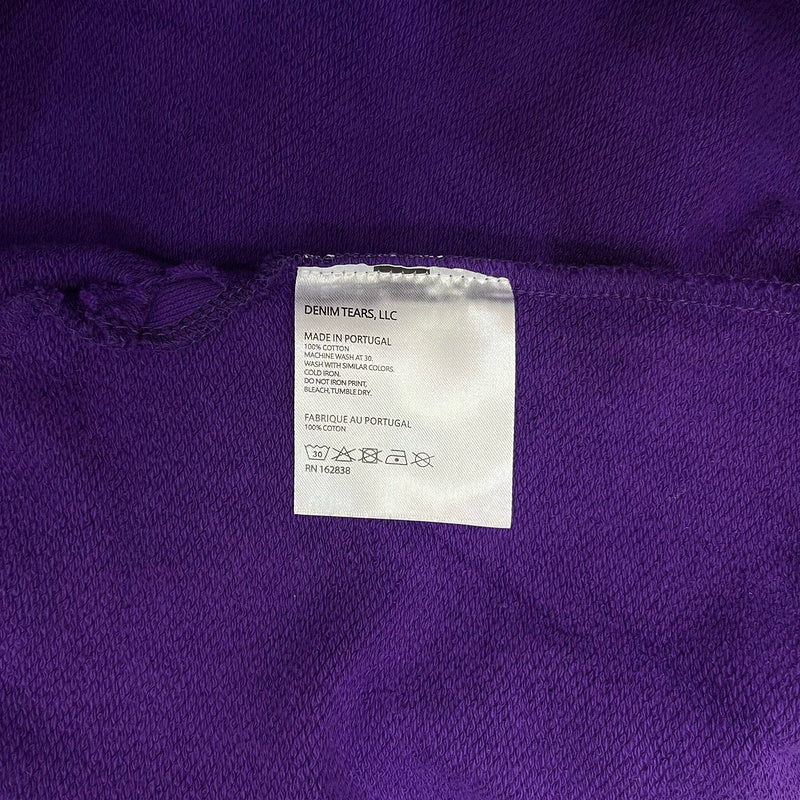 DENIM TEARS, LLC
MADE IN PORTUGAL
100% COTTON
MACHINE WASH AT 30.
WASH WITH SIMILAR COLORS.
COLD IRON.
DO NOT IRON PRINT,
BLEACH, TUMBLE DRY.
FABRIQUE AU PORTUGAL
100% COTON
30
RN 162838